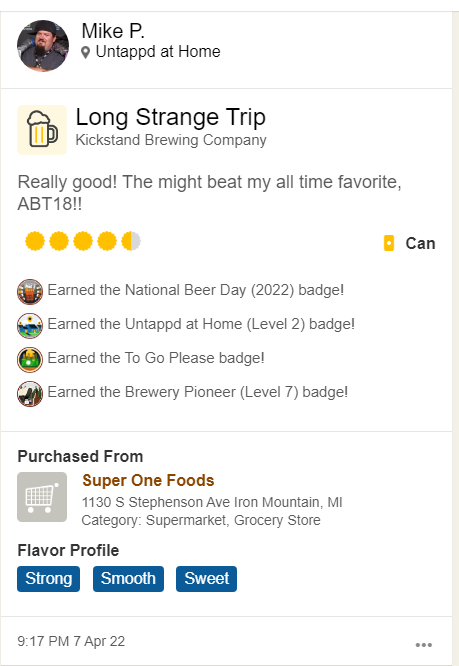 Mike P.
Untappd at Home
Long Strange Trip
Kickstand Brewing Company
Really good! The might beat my all time favorite,
ABT18!!
Can
Earned the National Beer Day (2022) badge!
Earned the Untappd at Home (Level 2) badge!
Earned the To Go Please badge!
Earned the Brewery Pioneer (Level 7) badge!
Purchased From
Super One Foods
1130 S Stephenson Ave Iron Mountain, MI
Category: Supermarket, Grocery Store
Flavor Profile
Strong Smooth Sweet
9:17 PM 7 Apr 22